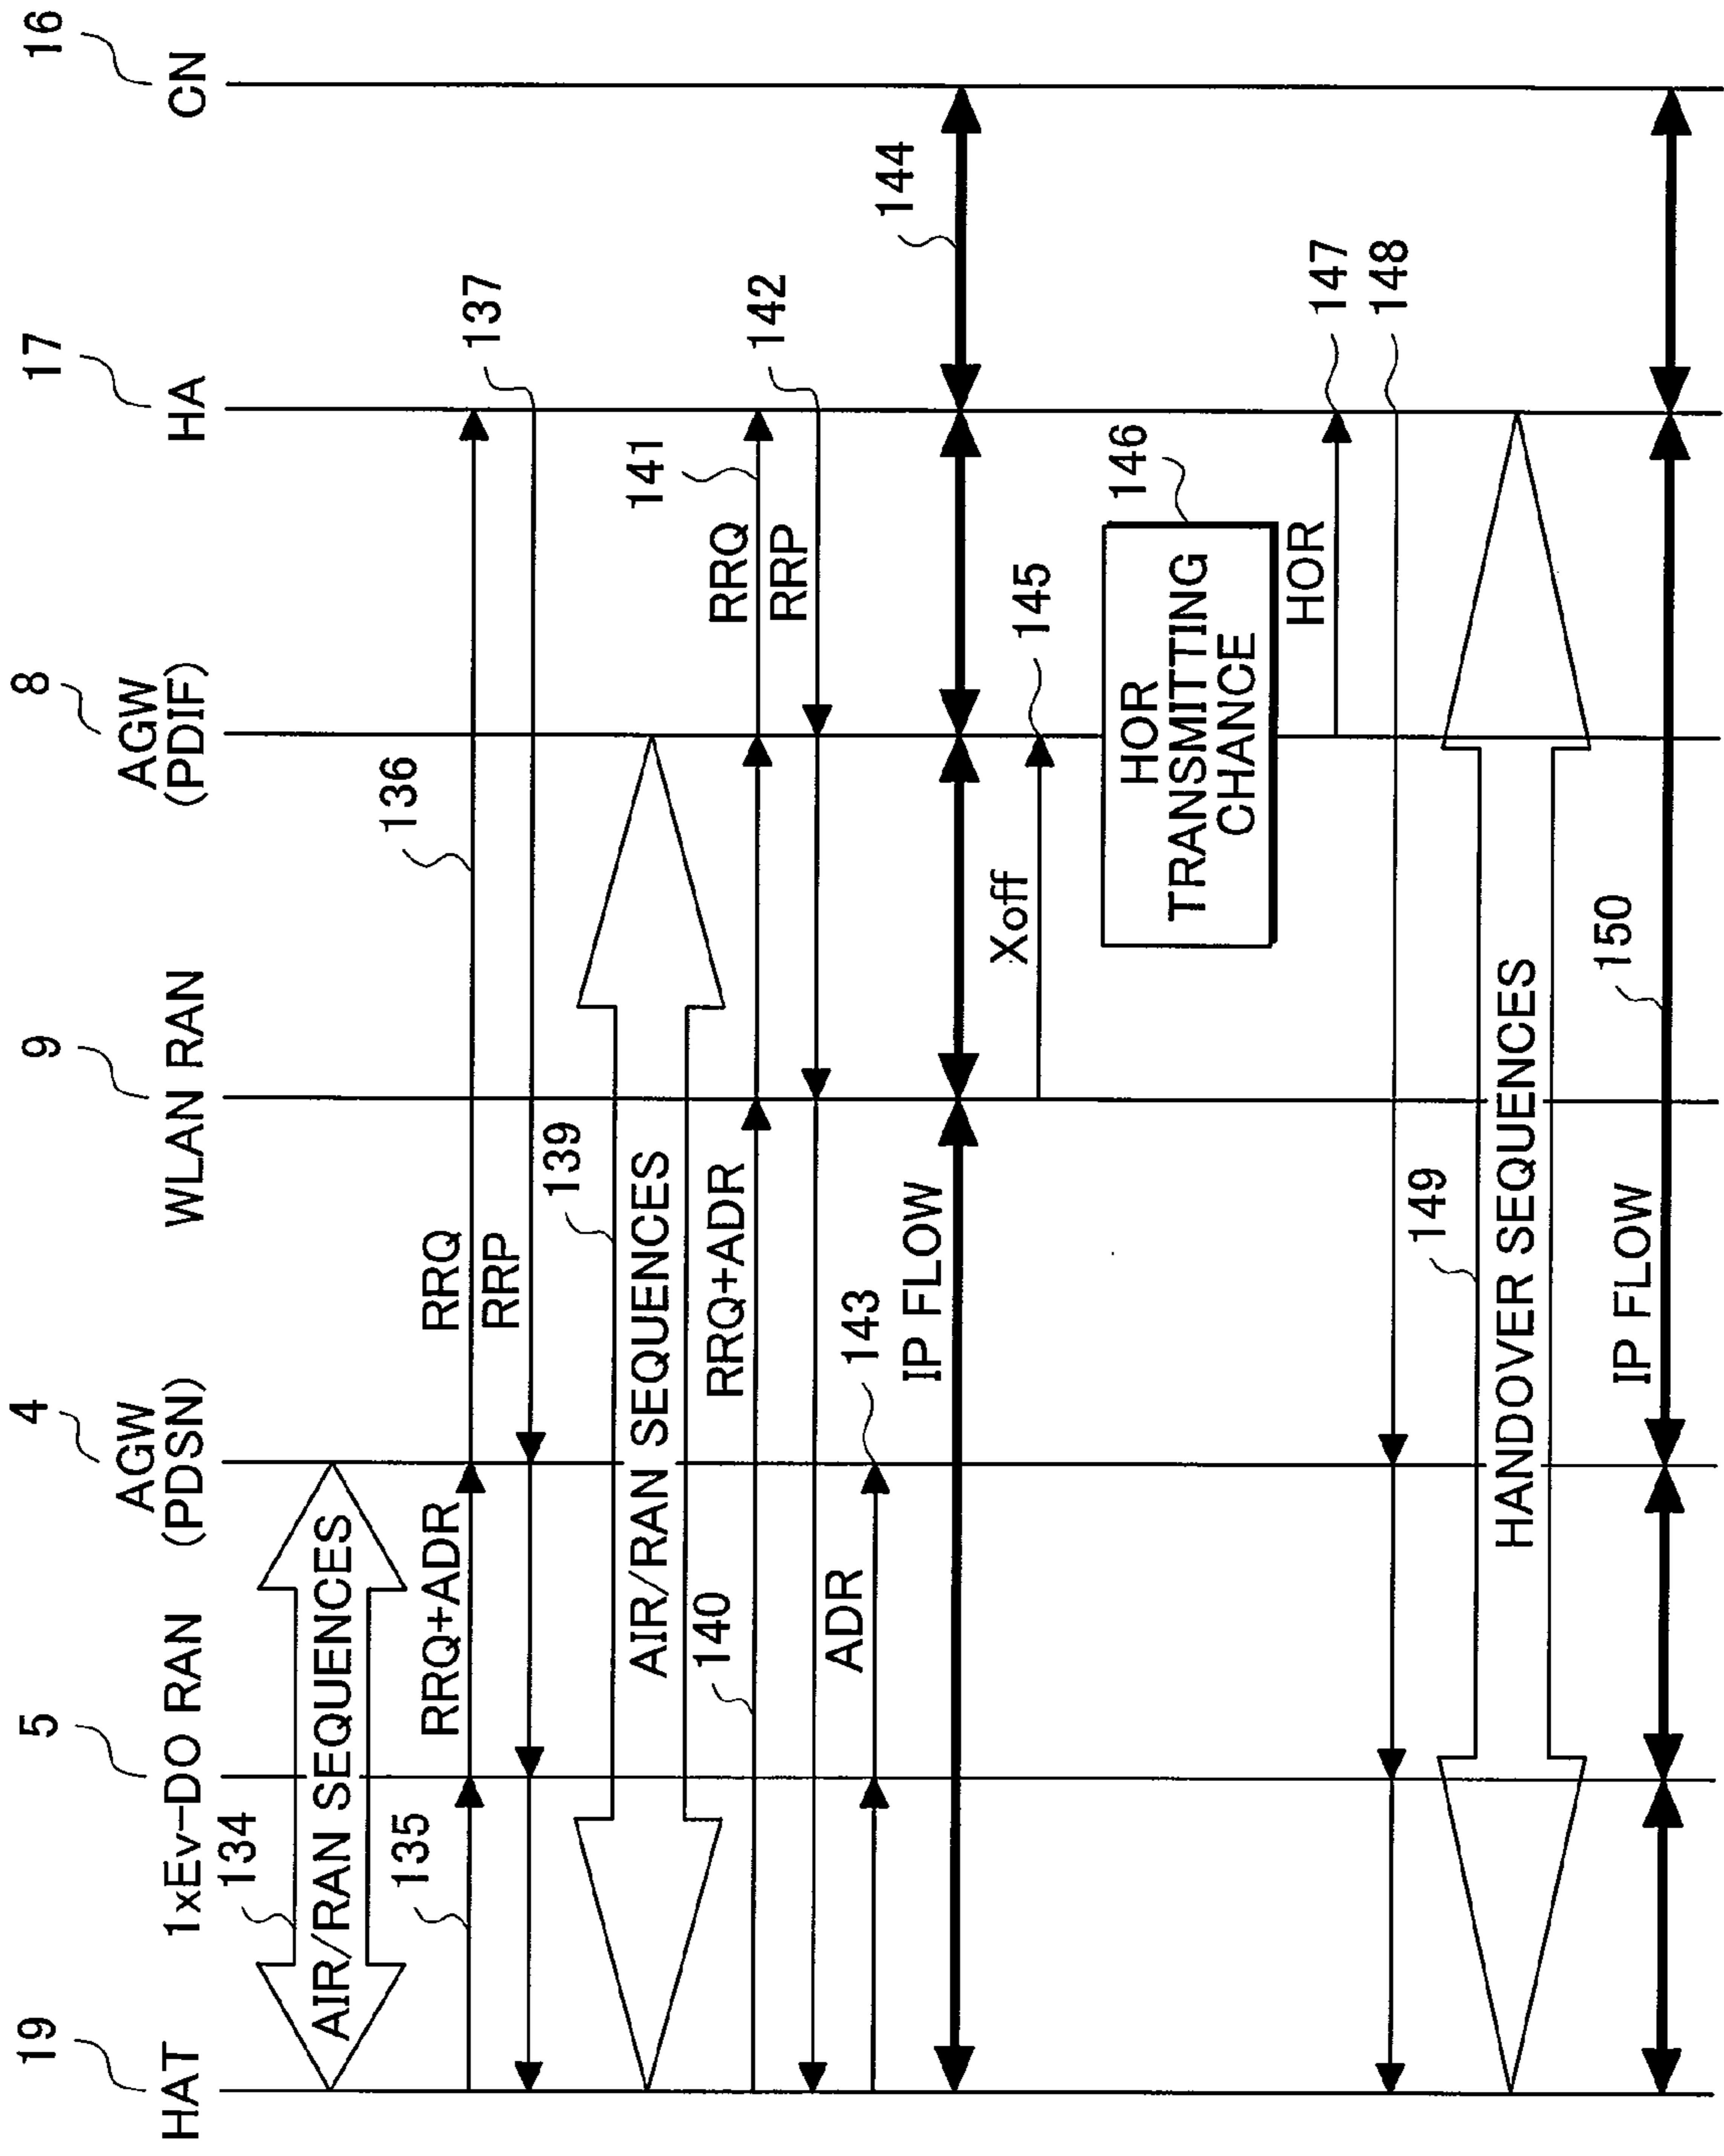 19
HAT
5
1xEv-DO RAN
4
AGW
(PDSN)
9
WLAN RAN
8
AGW
(PDIF)
17
HA
16
CN
134
AIR/RAN SEQUENCES
135
RRQ+ADR
RRQ
136
RRP
137
139
AIR/RAN SEQUENCES
140
RRQ+ADR
RRQ
141
RRP
142
ADR
143
IP FLOW
144
Xoff
145
HOR
TRANSMITTING
CHANCE
146
HOR
147
148
149
HANDOVER SEQUENCES
IP FLOW
150